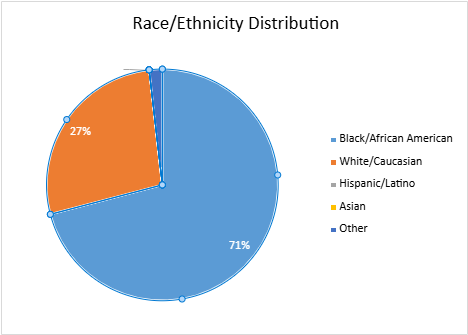 Race/Ethnicity Distribution
27%
71%
Black/African American
White/Caucasian
Hispanic/Latino
Asian
Other